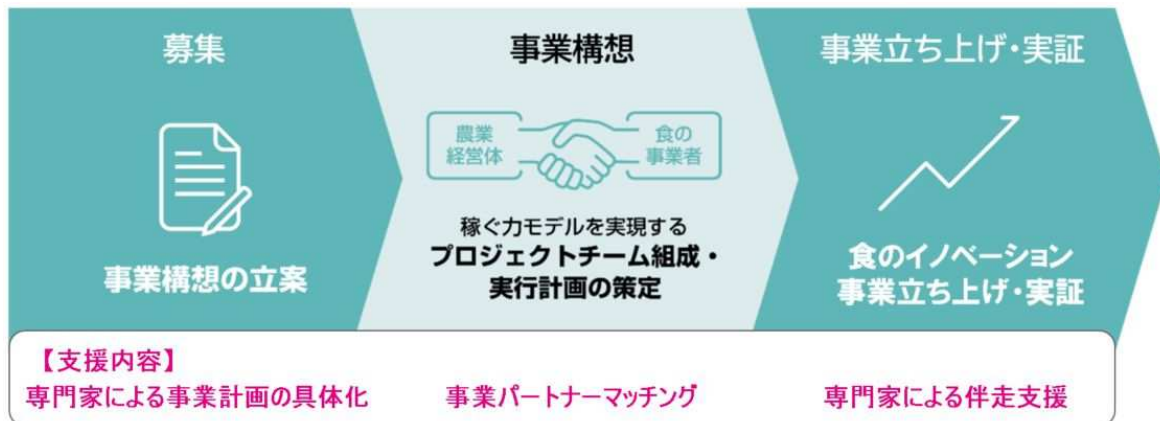 募集
事業構想の立案
事業構想
農業
経営体
食の
事業者
稼ぐ力モデルを実現する
プロジェクトチーム組成・
実行計画の策定
事業立ち上げ・実証
食のイノベーション
事業立ち上げ・実証
【支援内容】
専門家による事業計画の具体化
事業パートナーマッチング
専門家による伴走支援